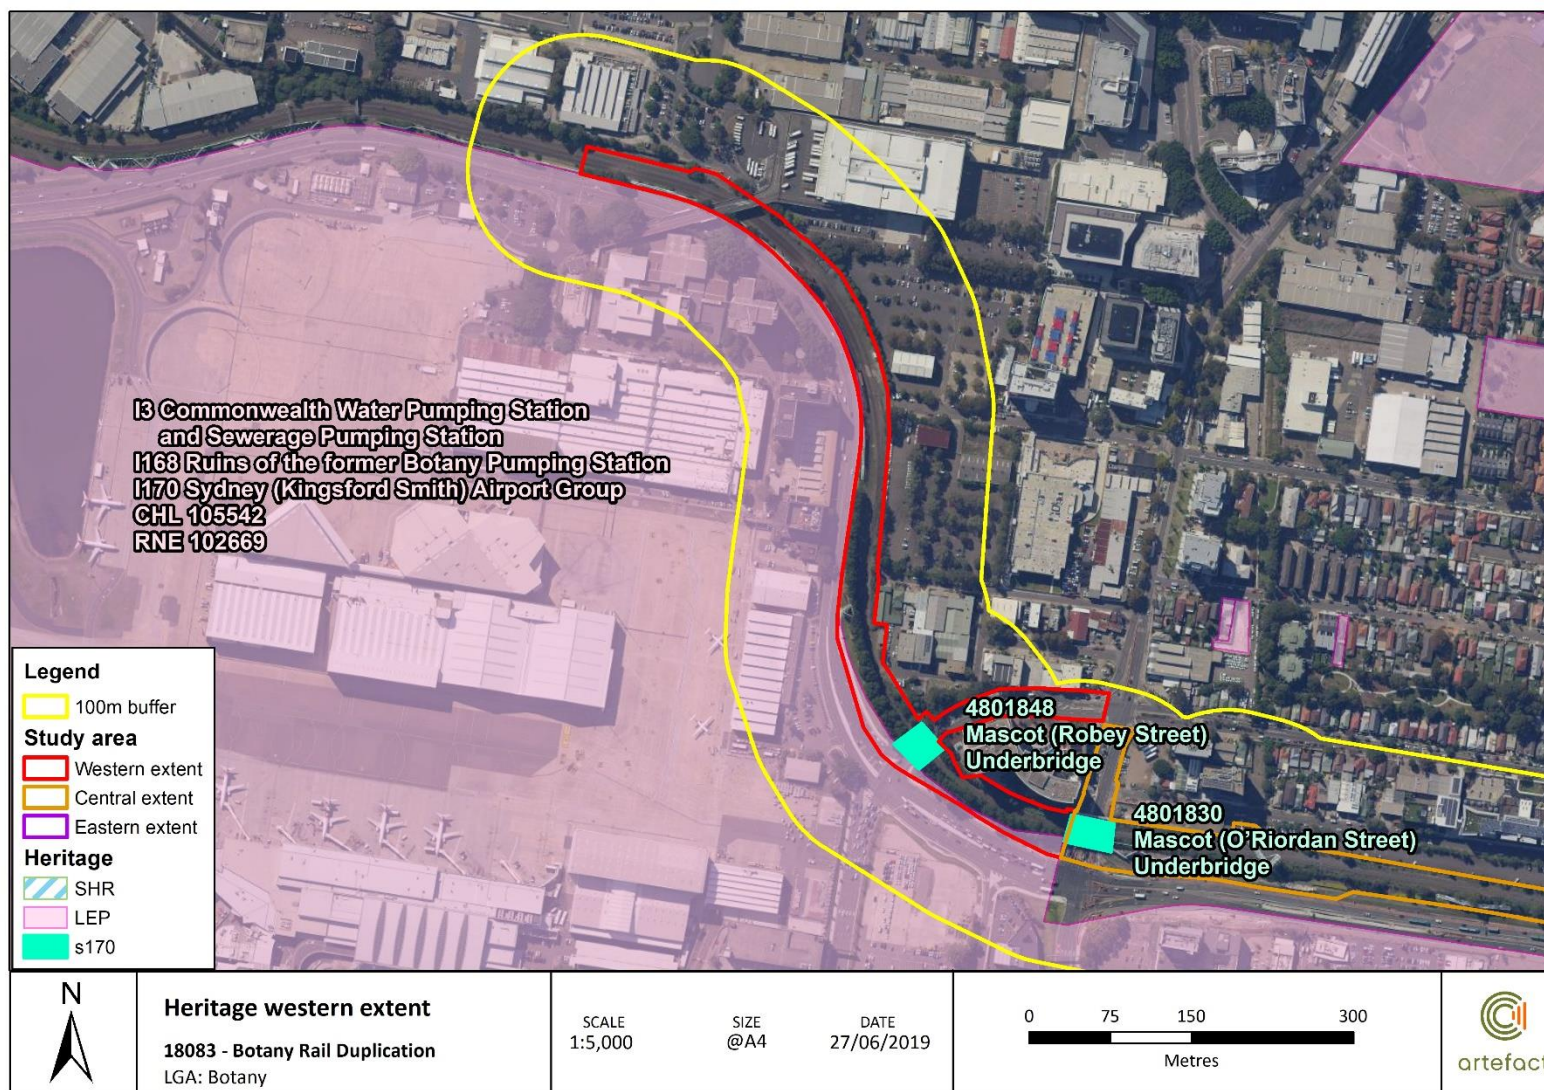 I3 Commonwealth Water Pumping Station
and Sewerage Pumping Station
I168 Ruins of the former Botany Pumping Station
I170 Sydney (Kingsford Smith) Airport Group
CHL 105542
RNE 102669
4801848
Mascot (Robey Street)
Underbridge
4801830
Mascot (O'Riordan Street)
Underbridge
Legend
100m buffer
Study area
Western extent
Central extent
Eastern extent
Heritage
SHR
LEP
s170
N
Heritage western extent
18083 - Botany Rail Duplication
LGA: Botany
SCALE
1:5,000
SIZE
@A4
DATE
27/06/2019
0 75 150 300
Metres
artefact